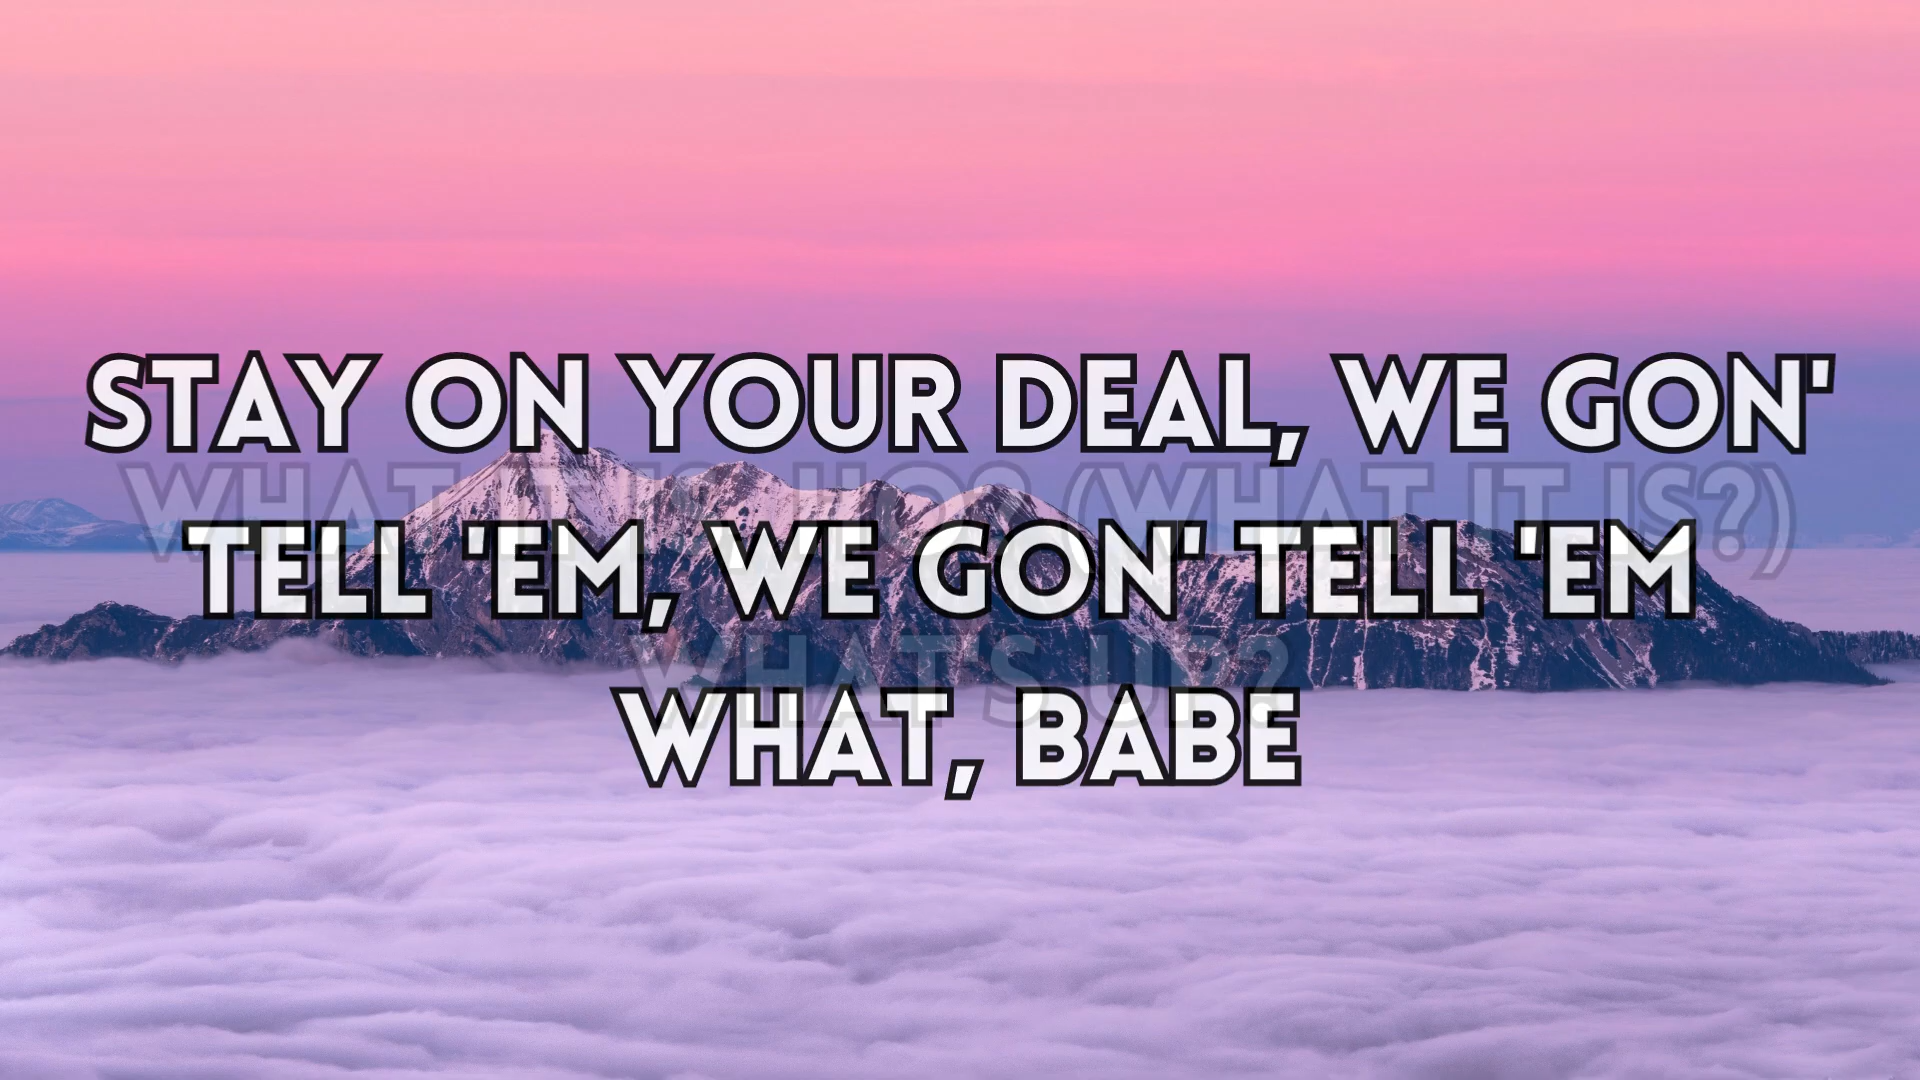 STAY ON YOUR DEAL, WE GON'
WHAT IT IS, HO? (WHAT IT IS?)
TELL 'EM, WE GON' TELL 'EM
WHAT'S UP?
WHAT, BABE